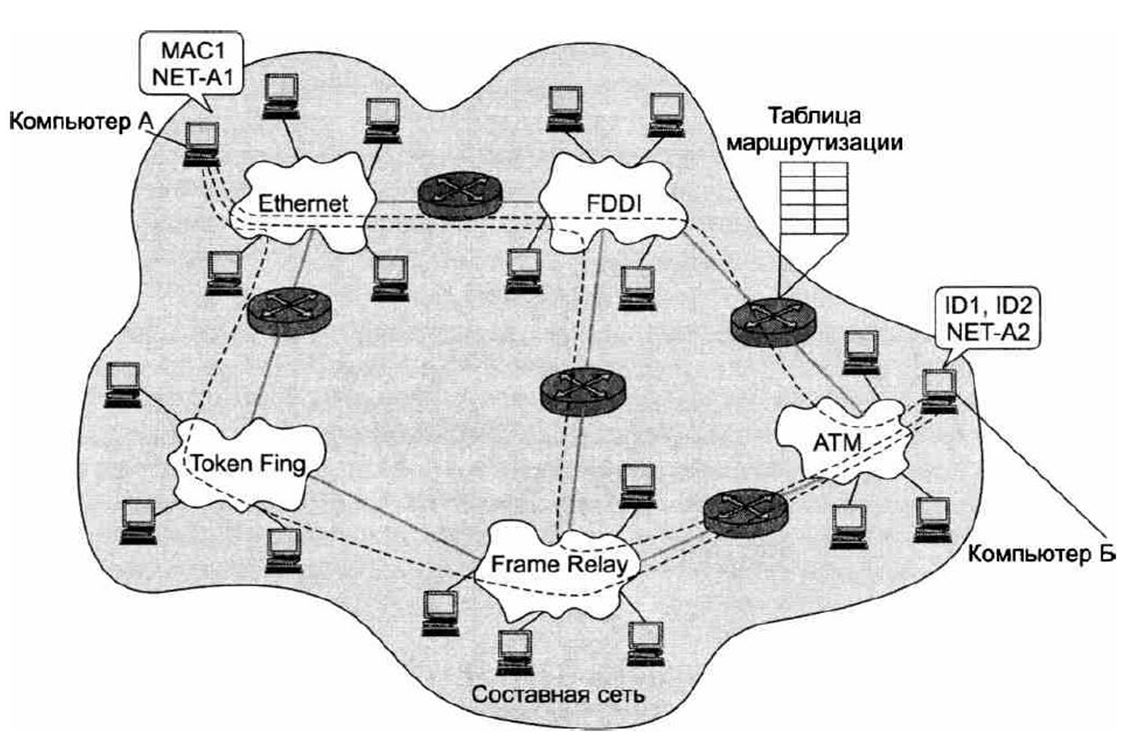 MAC1
NET-A1
Компьютер А
Таблица
маршрутизации
Ethernet
FDDI
ID1, ID2
NET-A2
ATM
Token Fing
Frame Relay
Компьютер Б
Составная сеть